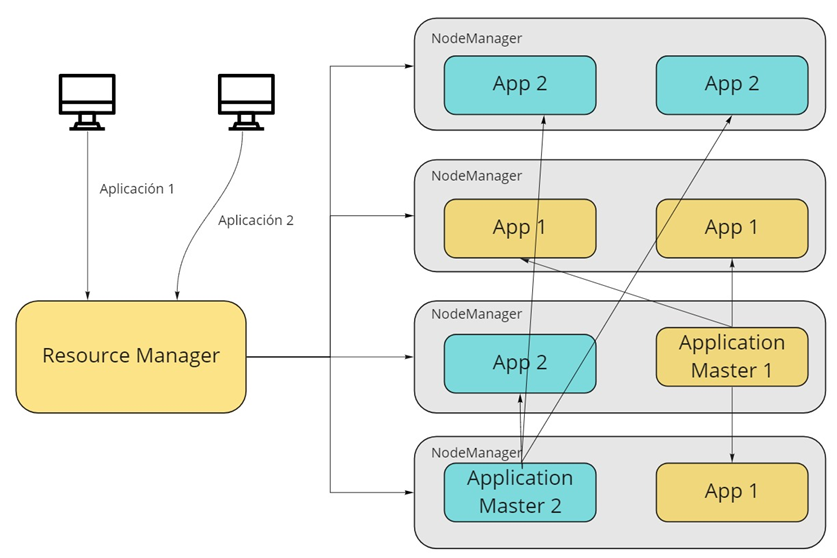 Aplicación 1
Aplicación 2
Resource Manager
NodeManager
App 2
App 2
NodeManager
App 1
App 1
NodeManager
App 2
Application
Master 1
NodeManager
Application
Master 2
App 1